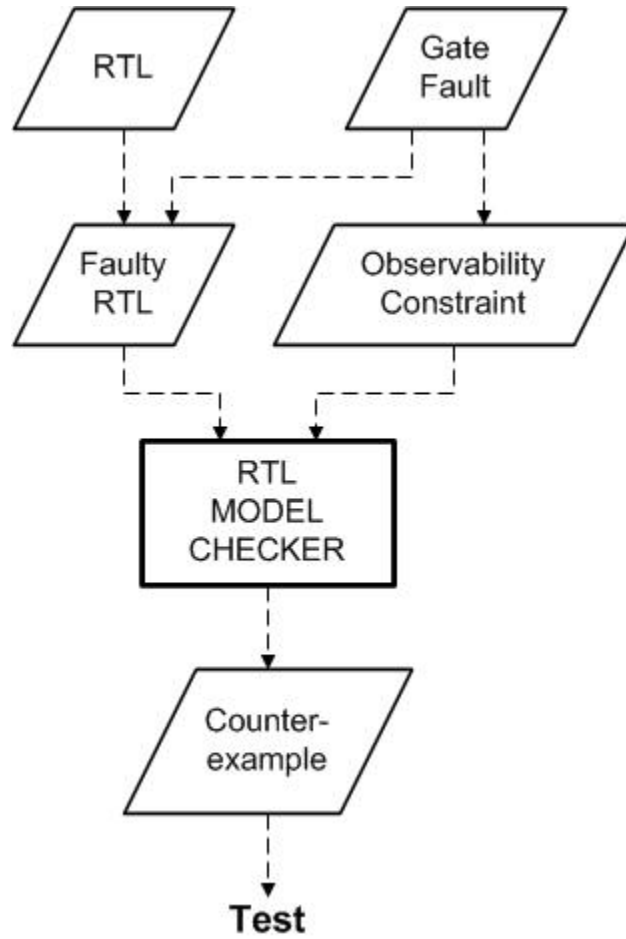 RTL
Gate
Fault
Faulty
RTL
Observability
Constraint
RTL
MODEL
CHECKER
Counter-
example
Test